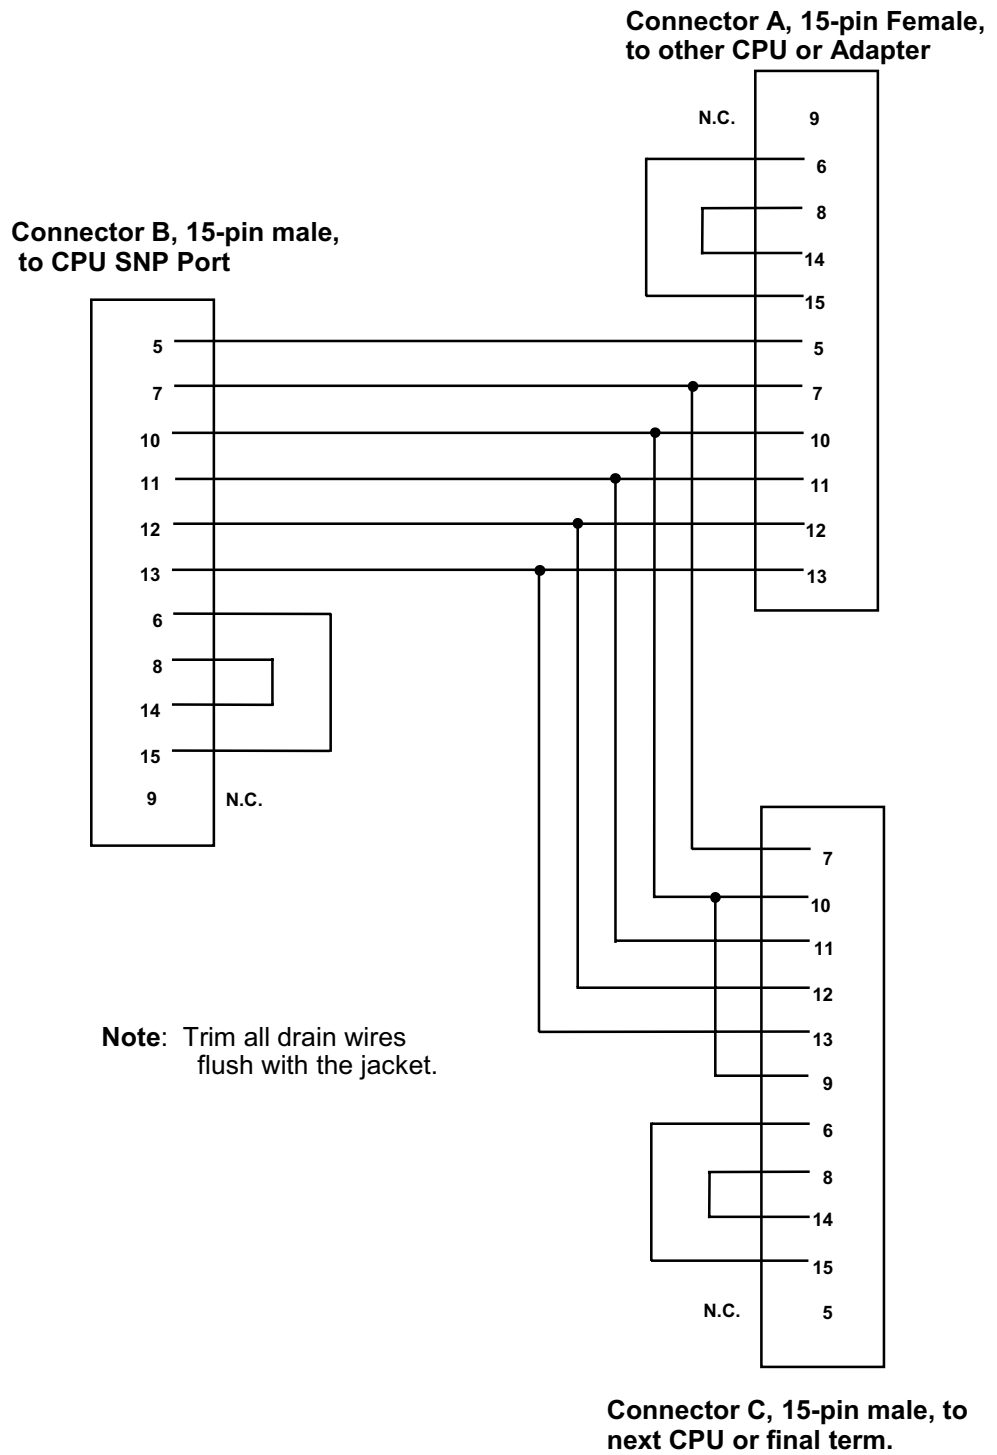 Connector A, 15-pin Female,
to other CPU or Adapter
N.C. 9
6
8
14
15
5
7
10
11
12
13
Connector B, 15-pin male,
to CPU SNP Port
5
7
10
11
12
13
6
8
14
15
9 N.C.
7
10
11
12
13
9
6
8
14
15
N.C. 5
Note: Trim all drain wires
flush with the jacket.
Connector C, 15-pin male, to
next CPU or final term.